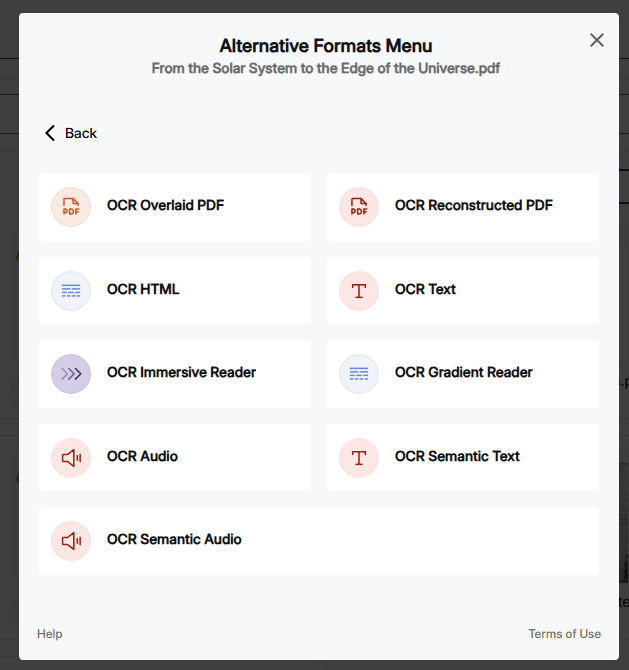 Alternative Formats Menu
From the Solar System to the Edge of the Universe.pdf
Back
PDF OCR Overlaid PDF
PDF OCR Reconstructed PDF
OCR HTML
OCR Text
OCR Immersive Reader
OCR Gradient Reader
OCR Audio
OCR Semantic Text
OCR Semantic Audio
Help
Terms of Use